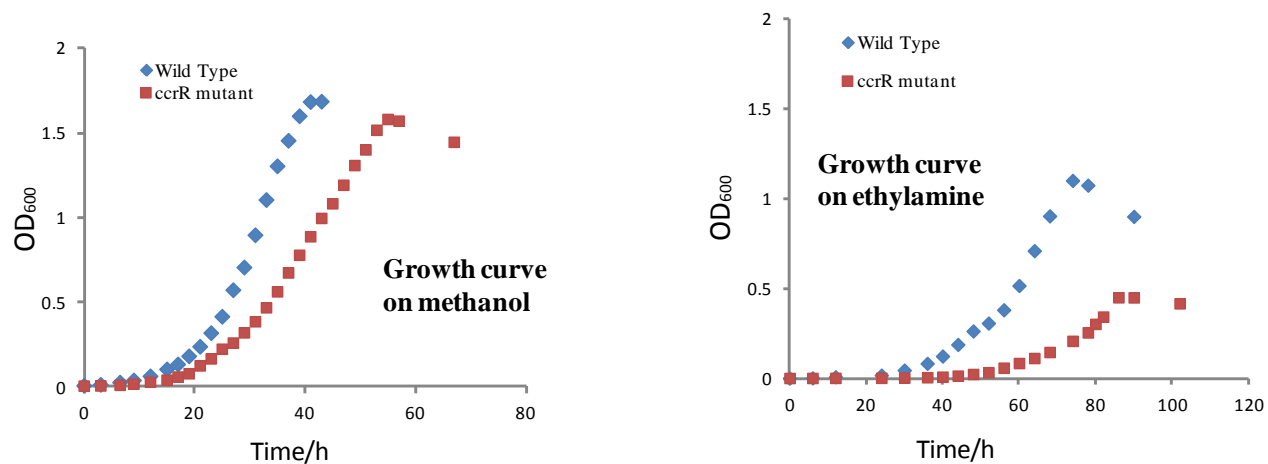 2
1.5
1
0.5
0
0
20
40
60
80
OD600
Time/h
Wild Type
ccrR mutant
Growth curve
on methanol
2
1.5
1
0.5
0
0
20
40
60
80
100
120
OD600
Time/h
Wild Type
ccrR mutant
Growth curve
on ethylamine